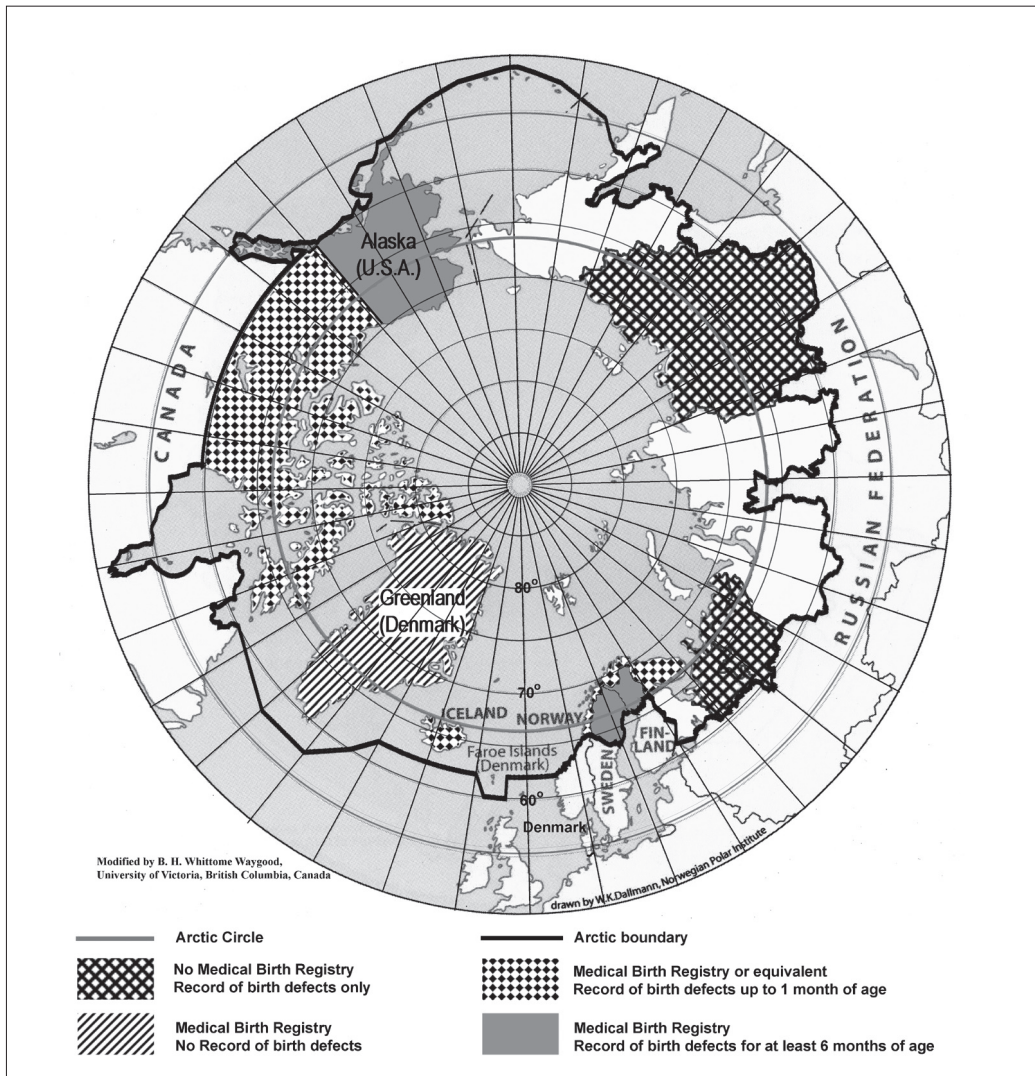 Alaska
(U.S.A.)
CANADA
RUSSIAN FEDERATION
Greenland
(Denmark)
80°
70°
ICELAND
NORWAY
Faroe Islands
(Denmark)
FIN-
LAND
SWEDEN
60°
Denmark
Modified by B. H. Whittome Waygood,
University of Victoria, British Columbia, Canada
drawn by W.K.Dallmann, Norwegian Polar Institute
Arctic Circle
Arctic boundary
No Medical Birth Registry
Record of birth defects only
Medical Birth Registry or equivalent
Record of birth defects up to 1 month of age
Medical Birth Registry
No Record of birth defects
Medical Birth Registry
Record of birth defects for at least 6 months of age